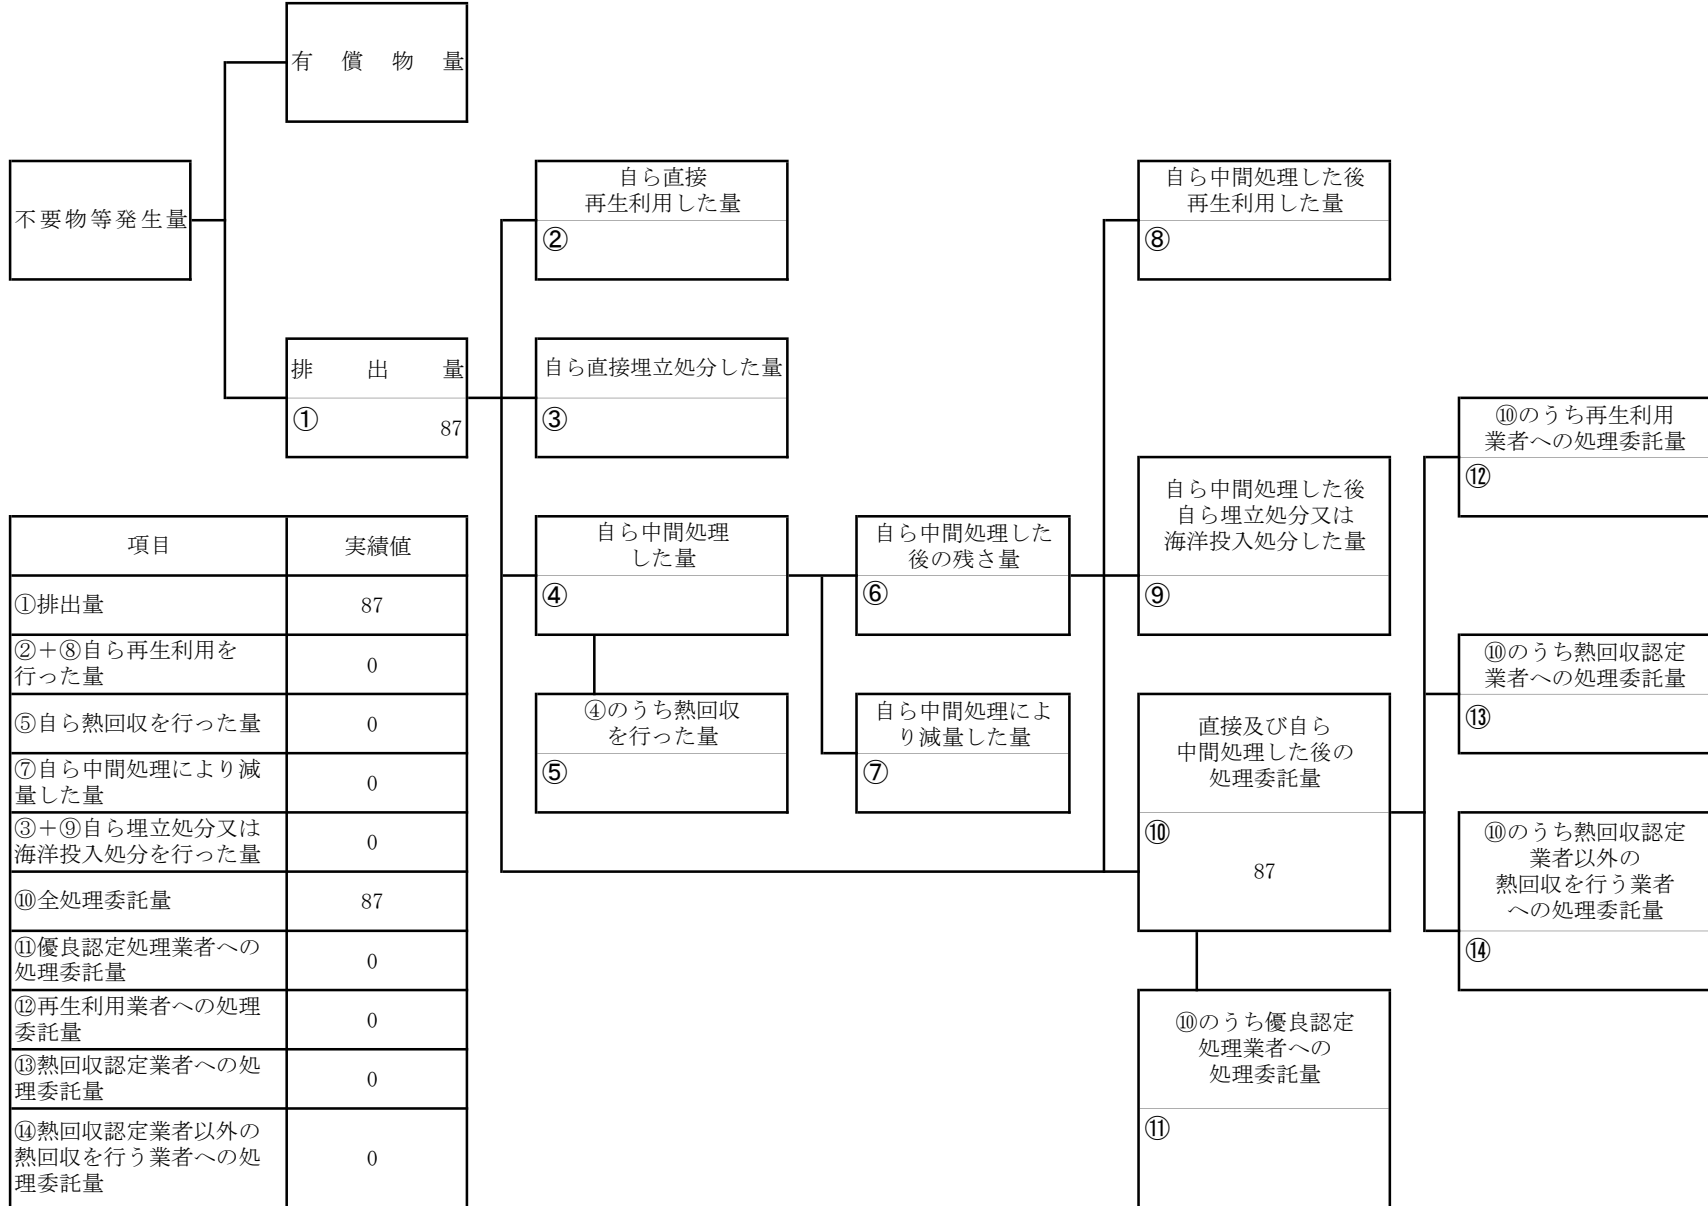 有償物量
不要物等発生量
排出量
①
87
自ら直接
再生利用した量
②
自ら直接埋立処分した量
③
自ら中間処理
した量
④
④のうち熱回収
を行った量
⑤
自ら中間処理した
後の残さ量
⑥
自ら中間処理によ
り減量した量
⑦
自ら中間処理した後
再生利用した量
⑧
自ら中間処理した後
自ら埋立処分又は
海洋投入処分した量
⑨
直接及び自ら
中間処理した後の
処理委託量
⑩
87
⑩のうち優良認定
処理業者への
処理委託量
⑪
⑩のうち再生利用
業者への処理委託量
⑫
⑩のうち熱回収認定
業者への処理委託量
⑬
⑩のうち熱回収認定
業者以外の
熱回収を行う業者
への処理委託量
⑭
項目 実績値
①排出量 87
②＋⑧自ら再生利用を
行った量 0
⑤自ら熱回収を行った量 0
⑦自ら中間処理により減
量した量 0
③＋⑨自ら埋立処分又は
海洋投入処分を行った量 0
⑩全処理委託量 87
⑪優良認定処理業者への
処理委託量 0
⑫再生利用業者への処理
委託量 0
⑬熱回収認定業者への処
理委託量 0
⑭熱回収認定業者以外の
熱回収を行う業者への処
理委託量 0